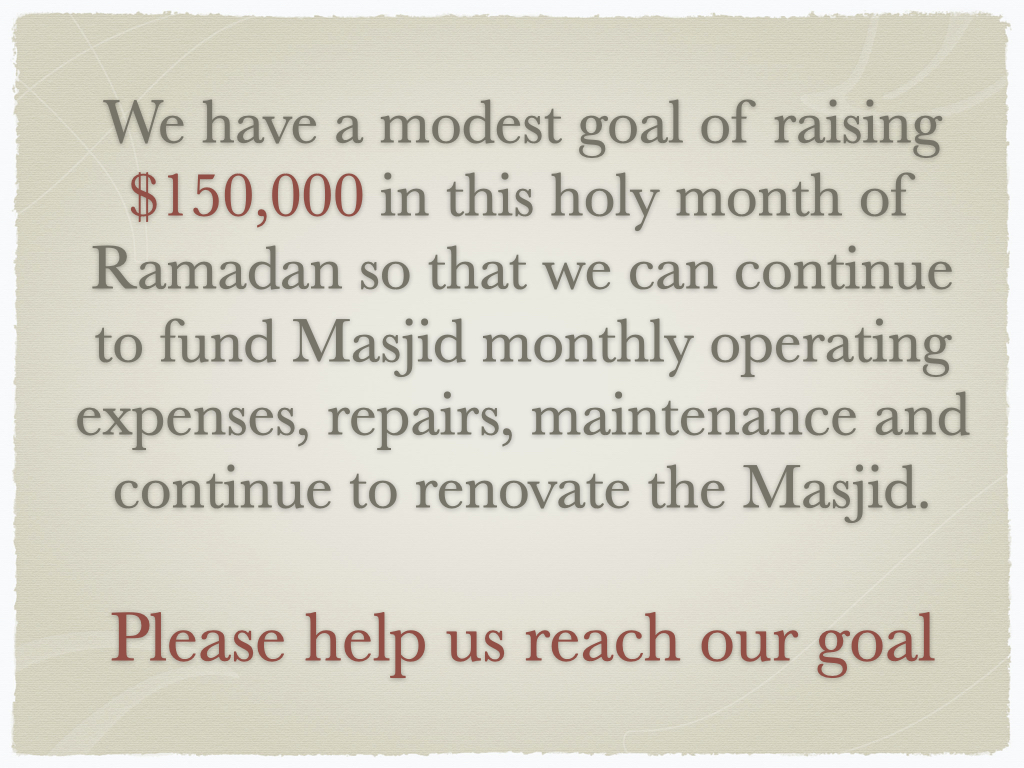 We have a modest goal of raising
$150,000 in this holy month of
Ramadan so that we can continue
to fund Masjid monthly operating
expenses, repairs, maintenance and
continue to renovate the Masjid.
Please help us reach our goal